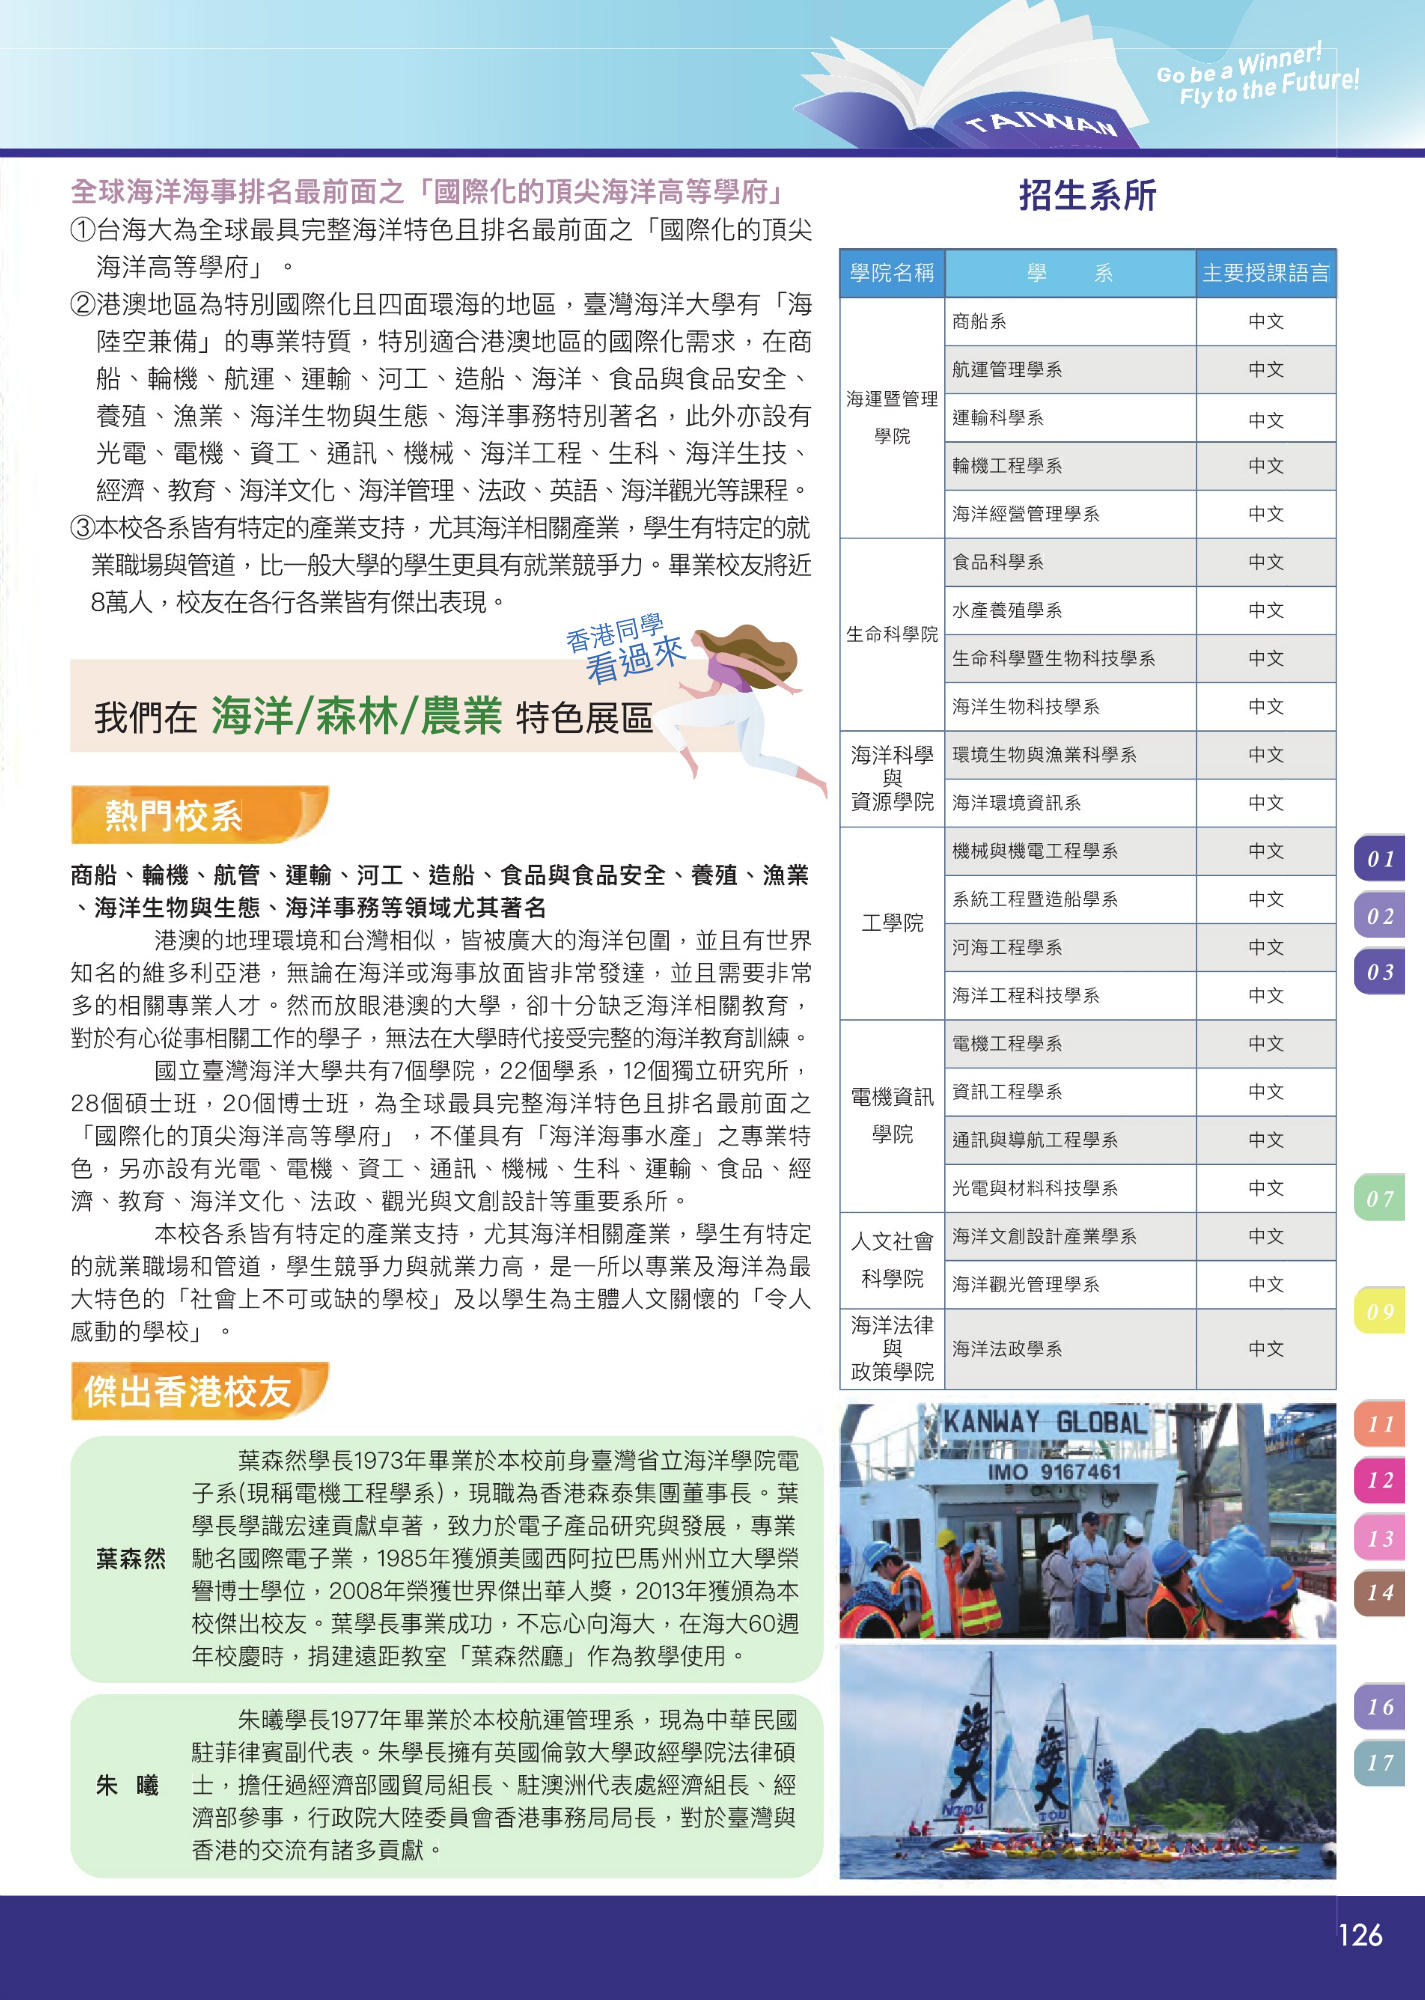 Go be a Winner!
Fly to the Future!
TAIWAN
全球海洋海事排名最前面之「國際化的頂尖海洋高等學府」
①台海大為全球最具完整海洋特色且排名最前面之「國際化的頂尖
海洋高等學府」。
②港澳地區為特別國際化且四面環海的地區，臺灣海洋大學有「海
陸空兼備」的專業特質，特別適合港澳地區的國際化需求，在商
船、輪機、航運、運輸、河工、造船、海洋、食品與食品安全、
養殖、漁業、海洋生物與生態、海洋事務特別著名，此外亦設有
光電、電機、資工、通訊、機械、海洋工程、生科、海洋生技、
經濟、教育、海洋文化、海洋管理、法政、英語、海洋觀光等課程。
③本校各系皆有特定的產業支持，尤其海洋相關產業，學生有特定的就
業職場與管道，比一般大學的學生更具有就業競爭力。畢業校友將近
8萬人，校友在各行各業皆有傑出表現。
香港同學
看過來
我們在 海洋/森林/農業 特色展區
熱門校系
商船、輪機、航管、運輸、河工、造船、食品與食品安全、養殖、漁業
、海洋生物與生態、海洋事務等領域尤其著名
港澳的地理環境和台灣相似，皆被廣大的海洋包圍，並且有世界
知名的維多利亞港，無論在海洋或海事放面皆非常發達，並且需要非常
多的相關專業人才。然而放眼港澳的大學，卻十分缺乏海洋相關教育，
對於有心從事相關工作的學子，無法在大學時代接受完整的海洋教育訓練。
國立臺灣海洋大學共有7個學院，22個學系，12個獨立研究所，
28個碩士班，20個博士班，為全球最具完整海洋特色且排名最前面之
「國際化的頂尖海洋高等學府」，不僅具有「海洋海事水產」之專業特
色，另亦設有光電、電機、資工、通訊、機械、生科、運輸、食品、經
濟、教育、海洋文化、法政、觀光與文創設計等重要系所。
本校各系皆有特定的產業支持，尤其海洋相關產業，學生有特定
的就業職場和管道，學生競爭力與就業力高，是一所以專業及海洋為最
大特色的「社會上不可或缺的學校」及以學生為主體人文關懷的「令人
感動的學校」。
傑出香港校友
葉森然
葉森然學長1973年畢業於本校前身臺灣省立海洋學院電
子系(現稱電機工程學系)，現職為香港森泰集團董事長。葉
學長學識宏達貢獻卓著，致力於電子產品研究與發展，專業
馳名國際電子業，1985年獲頒美國西阿拉巴馬州州立大學榮
譽博士學位，2008年榮獲世界傑出華人獎，2013年獲頒為本
校傑出校友。葉學長事業成功，不忘心向海大，在海大60週
年校慶時，捐建遠距教室「葉森然廳」作為教學使用。
朱 曦
朱曦學長1977年畢業於本校航運管理系，現為中華民國
駐菲律賓副代表。朱學長擁有英國倫敦大學政經學院法律碩
士，擔任過經濟部國貿局組長、駐澳洲代表處經濟組長、經
濟部參事，行政院大陸委員會香港事務局局長，對於臺灣與
香港的交流有諸多貢獻。
招生系所
學院名稱 學 系 主要授課語言
海運暨管理
學院
商船系 中文
航運管理學系 中文
運輸科學系 中文
輪機工程學系 中文
海洋經營管理學系 中文
生命科學院
食品科學系 中文
水產養殖學系 中文
生命科學暨生物科技學系 中文
海洋生物科技學系 中文
海洋科學
與
資源學院
環境生物與漁業科學系 中文
海洋環境資訊系 中文
工學院
機械與機電工程學系 中文
系統工程暨造船學系 中文
河海工程學系 中文
海洋工程科技學系 中文
電機資訊
學院
電機工程學系 中文
資訊工程學系 中文
通訊與導航工程學系 中文
光電與材料科技學系 中文
人文社會
科學院
海洋文創設計產業學系 中文
海洋觀光管理學系 中文
海洋法律
與
政策學院
海洋法政學系 中文
KANWAY GLOBAL
IMO 9167461
海大
NTOU
海大
TOU
海大
01
02
03
07
09
11
12
13
14
16
17
126